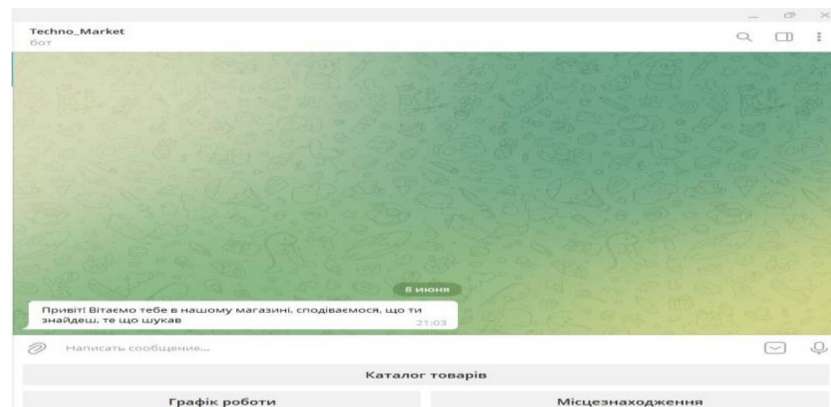 Techno_Market
бот
8 июня
Привіт! Вітаємо тебе в нашому магазині, сподіваємося, що ти
знайдеш, те що шукав
21:03
Написать сообщение...
Каталог товарів
Графік роботи
Місцезнаходження